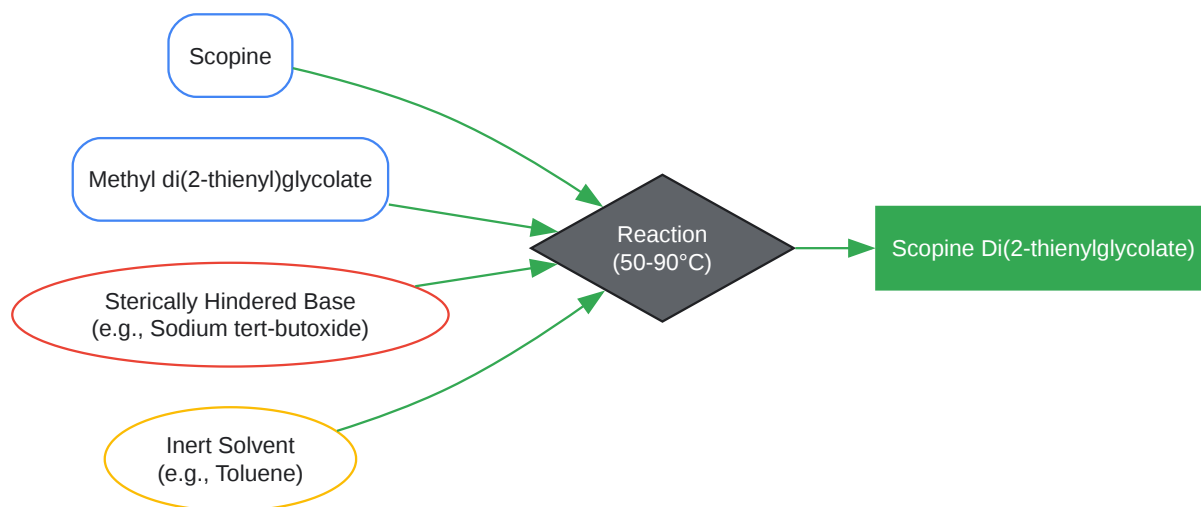 Scopine
Methyl di(2-thienyl)glycolate
Sterically Hindered Base
(e.g., Sodium tert-butoxide)
Inert Solvent
(e.g., Toluene)
Reaction
(50-90°C)
Scopine Di(2-thienylglycolate)